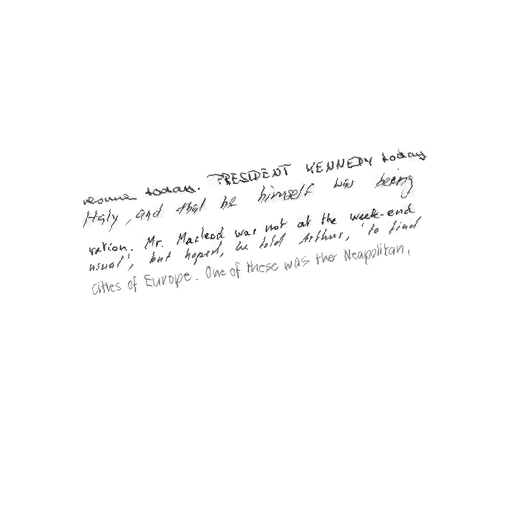 resume today. PRESIDENT KENNEDY today
Italy, and that he himself was being
ration. Mr. Macleod was not at the week-end
usual', but hoped, he told Arthur, 'to find
cities of Europe. One of these was the Neapolitan,